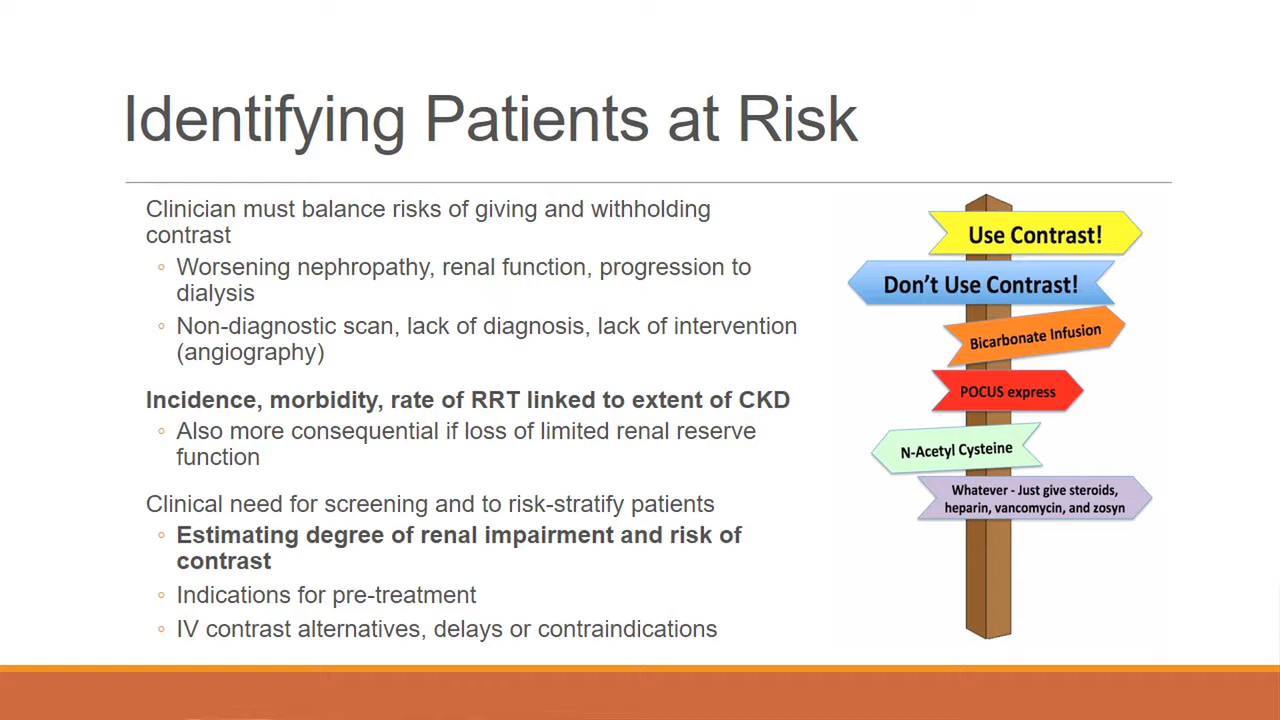 Identifying Patients at Risk
Clinician must balance risks of giving and withholding
contrast
◦ Worsening nephropathy, renal function, progression to
dialysis
◦ Non-diagnostic scan, lack of diagnosis, lack of intervention
(angiography)
Incidence, morbidity, rate of RRT linked to extent of CKD
◦ Also more consequential if loss of limited renal reserve
function
Clinical need for screening and to risk-stratify patients
◦ Estimating degree of renal impairment and risk of
contrast
◦ Indications for pre-treatment
◦ IV contrast alternatives, delays or contraindications
Use Contrast!
Don't Use Contrast!
Bicarbonate Infusion
POCUS express
N-Acetyl Cysteine
Whatever - Just give steroids,
heparin, vancomycin, and zosyn